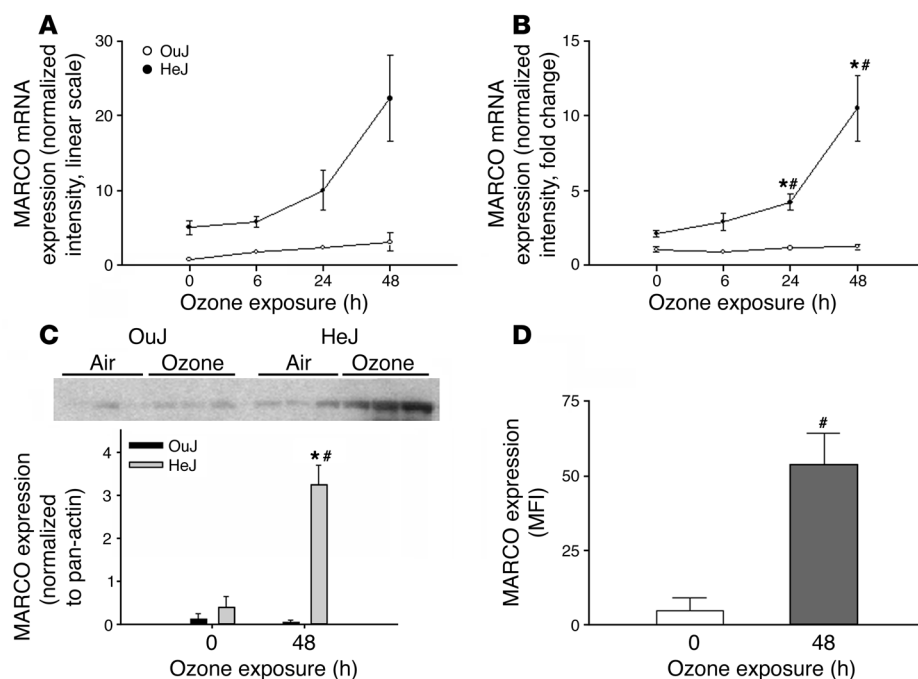 A
MARCO mRNA
expression (normalized
intensity, linear scale)
30
20
10
0
OuJ
HeJ
0 6 24 48
Ozone exposure (h)
B
MARCO mRNA
expression (normalized
intensity, fold change)
15
10
5
0
*#
*#
0 6 24 48
Ozone exposure (h)
C
OuJ HeJ
Air Ozone Air Ozone
MARCO expression
(normalized
to pan-actin)
4
3
2
1
0
OuJ
HeJ
*#
0 48
Ozone exposure (h)
D
MARCO expression
(MFI)
75
50
25
0
#
0 48
Ozone exposure (h)